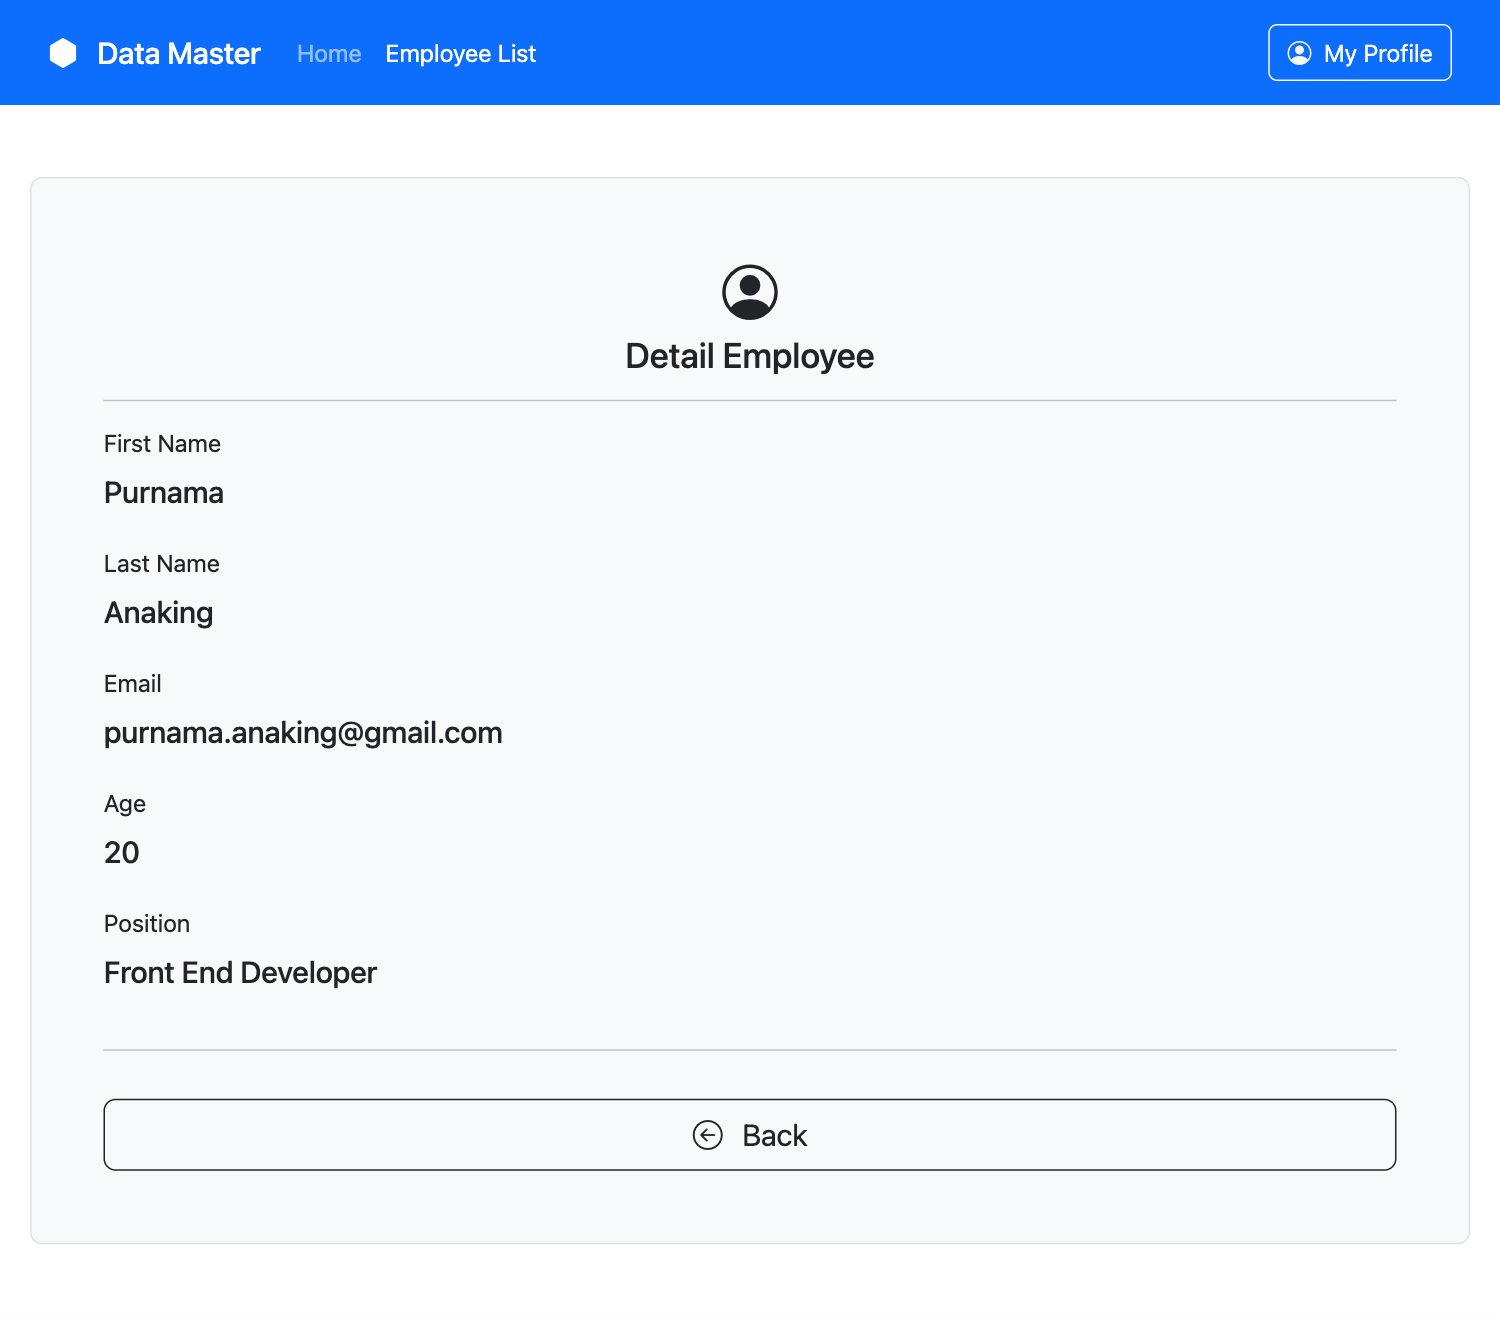 Data Master Home Employee List My Profile
Detail Employee
First Name
Purnama
Last Name
Anaking
Email
purnama.anaking@gmail.com
Age
20
Position
Front End Developer
Back